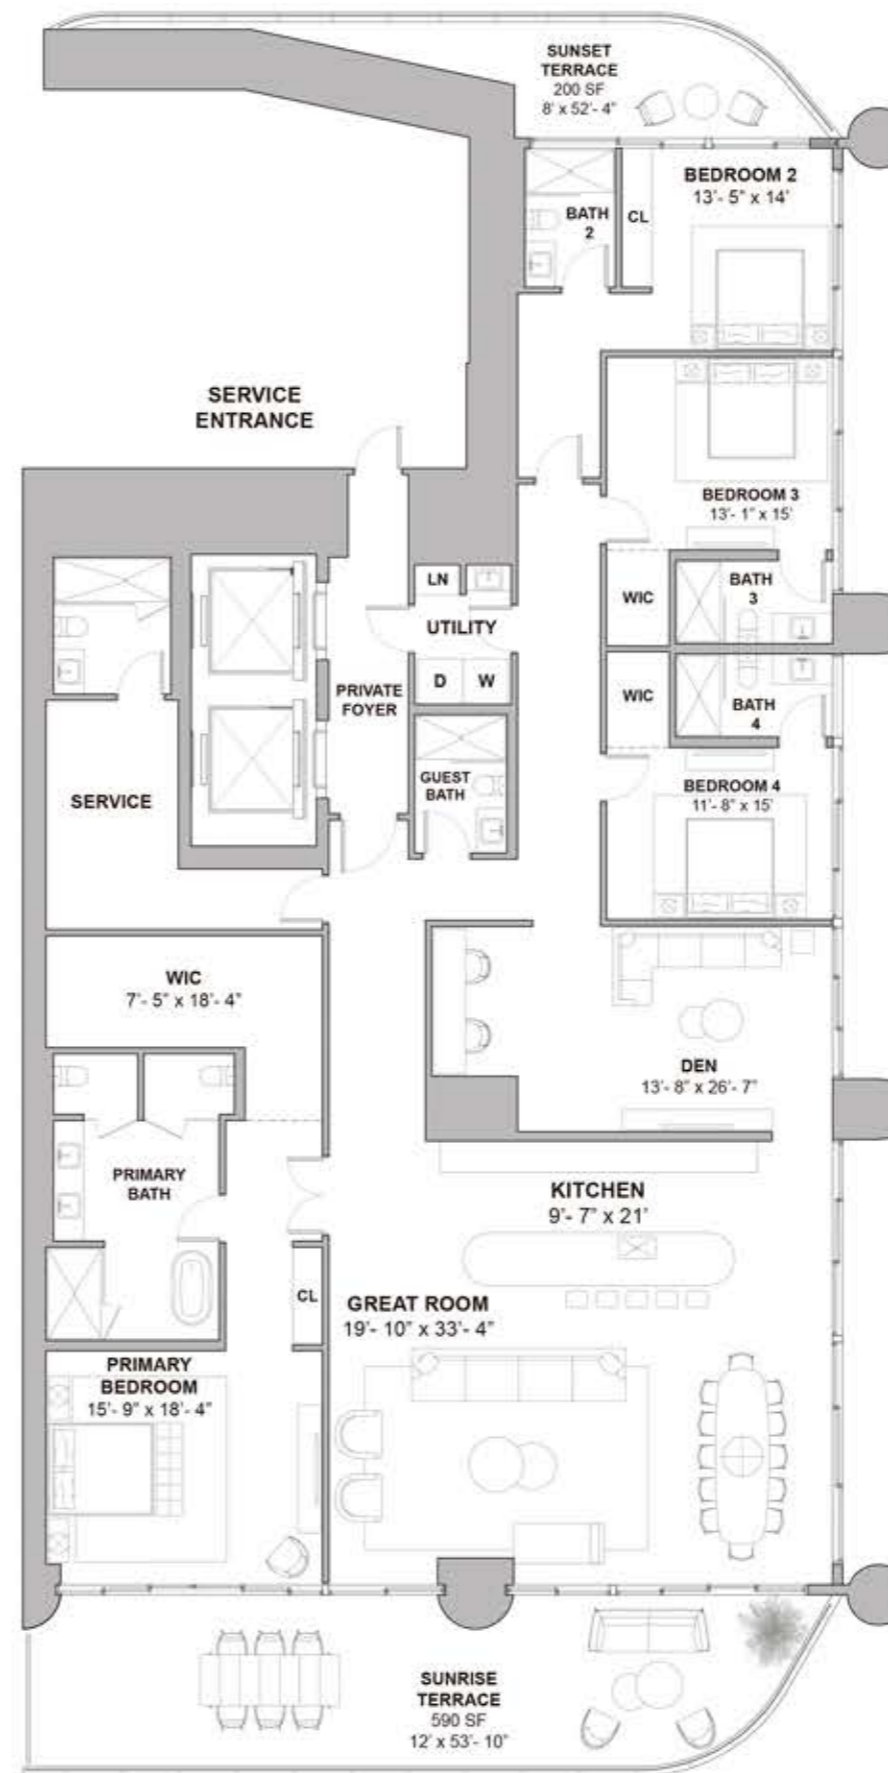 SUNSET
TERRACE
200 SF
8' x 52'- 4"
BEDROOM 2
13'- 5" x 14'
BATH
2
CL
SERVICE
ENTRANCE
BEDROOM 3
13'- 1" x 15'
LN
UTILITY
WIC
BATH
3
D
W
PRIVATE
FOYER
WIC
BATH
4
GUEST
BATH
BEDROOM 4
11'- 8" x 15'
SERVICE
WIC
7'- 5" x 18'- 4"
DEN
13'- 8" x 26'- 7"
PRIMARY
BATH
KITCHEN
9'- 7" x 21'
CL
GREAT ROOM
19'- 10" x 33'- 4"
PRIMARY
BEDROOM
15'- 9" x 18'- 4"
SUNRISE
TERRACE
590 SF
12' x 53'- 10"